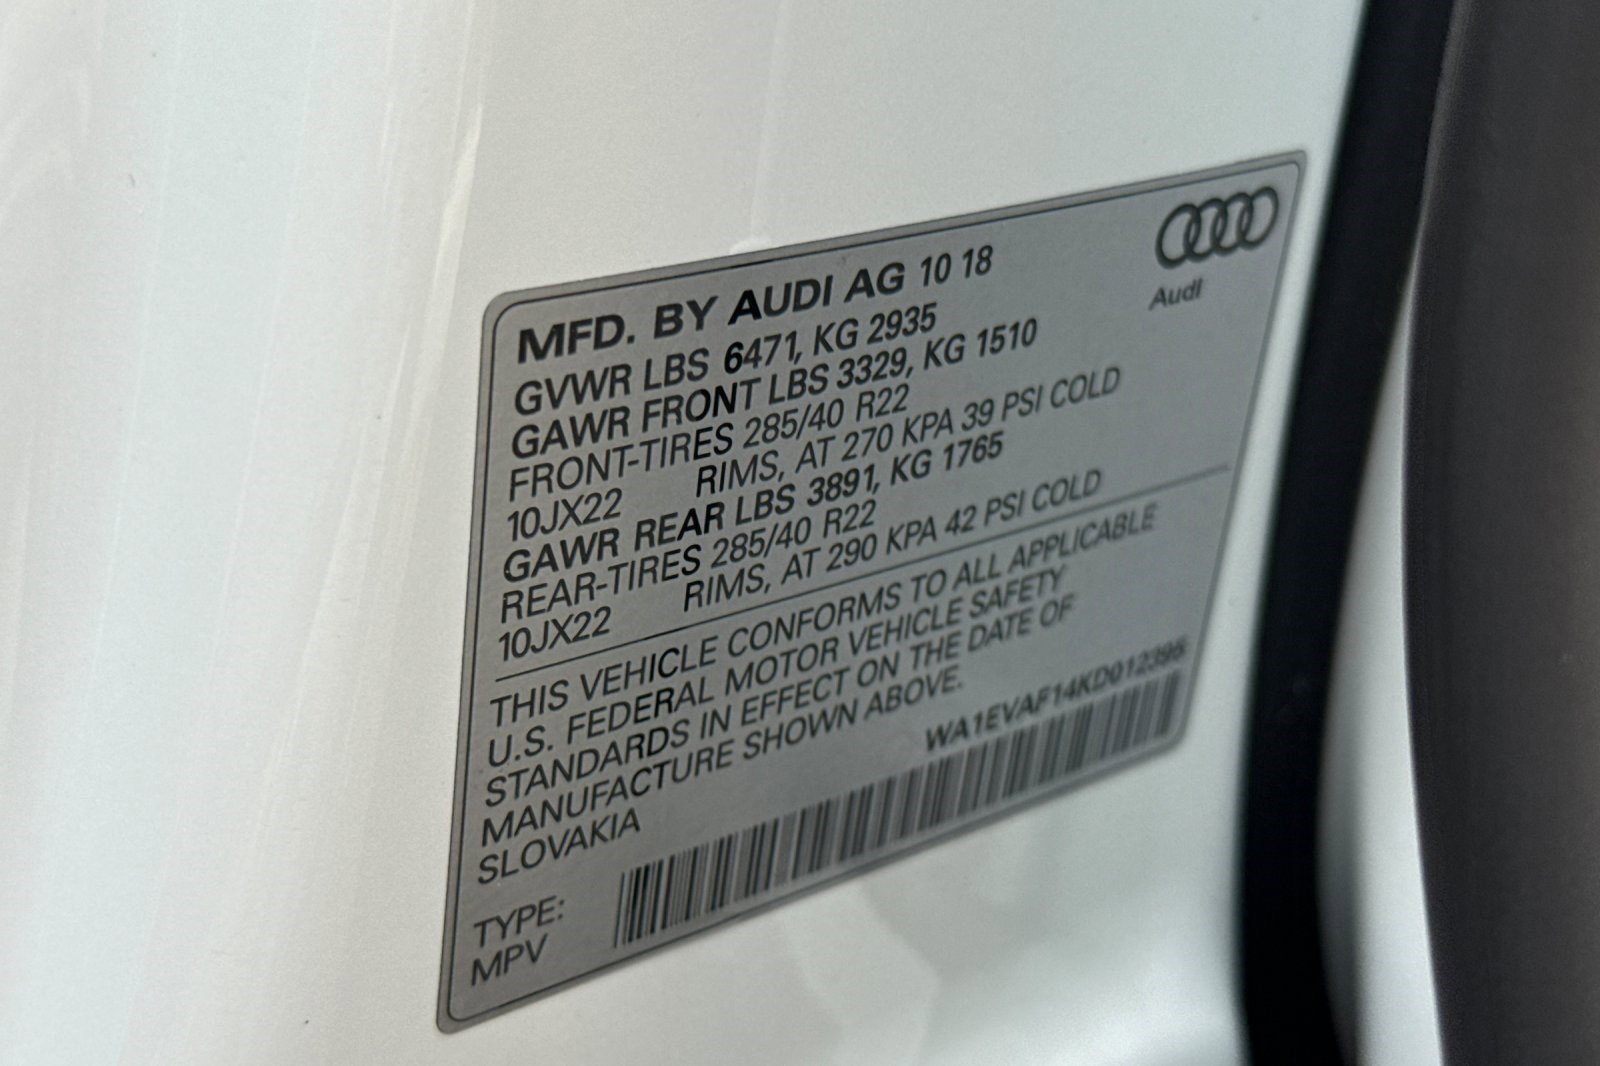 Audi
MFD. BY AUDI AG 10 18
GVWR LBS 6471, KG 2935
GAWR FRONT LBS 3329, KG 1510
FRONT-TIRES 285/40 R22
10JX22 RIMS, AT 270 KPA 39 PSI COLD
GAWR REAR LBS 3891, KG 1765
REAR-TIRES 285/40 R22
10JX22 RIMS, AT 290 KPA 42 PSI COLD
THIS VEHICLE CONFORMS TO ALL APPLICABLE
U.S. FEDERAL MOTOR VEHICLE SAFETY
STANDARDS IN EFFECT ON THE DATE OF
MANUFACTURE SHOWN ABOVE.
SLOVAKIA
WA1EVAF14KD012395
TYPE:
MPV